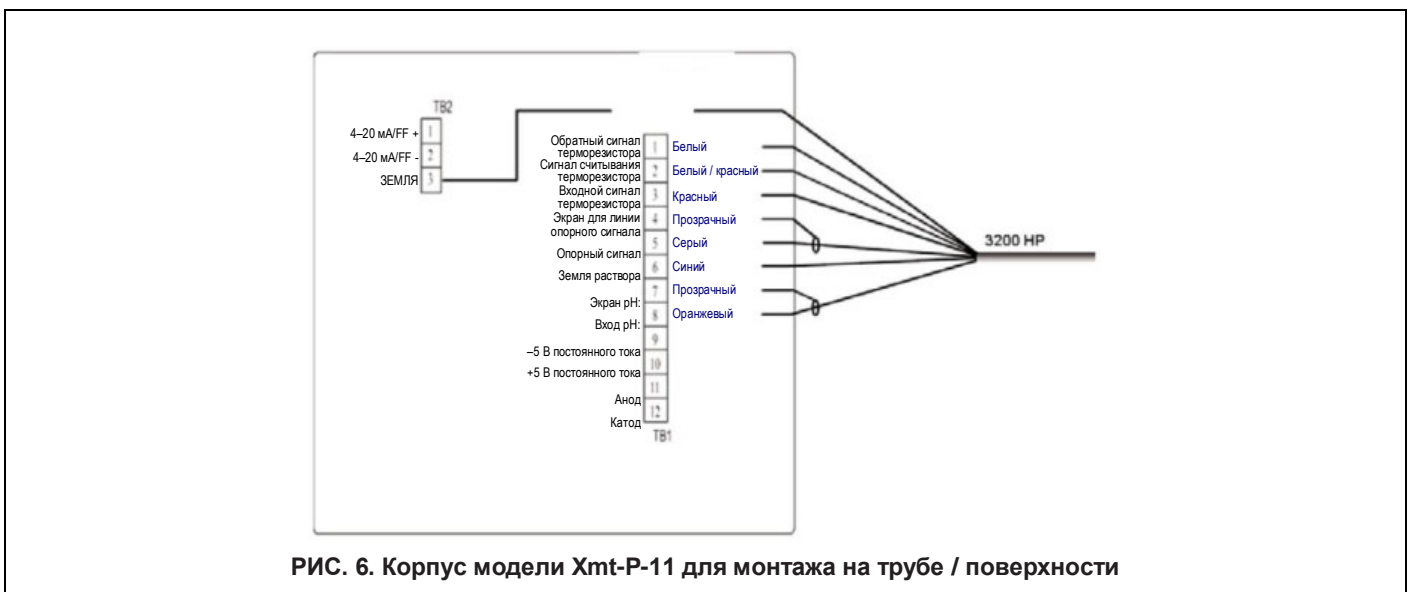 TB2
4–20 мА/FF +
1
4–20 мА/FF -
2
ЗЕМЛЯ
3
Обратный сигнал
терморезистора
1
Белый
Сигнал считывания
терморезистора
2
Белый / красный
Входной сигнал
терморезистора
3
Красный
Экран для линии
опорного сигнала
4
Прозрачный
5
Серый
3200 HP
Опорный сигнал
6
Синий
Земля раствора
7
Прозрачный
Экран pH:
8
Оранжевый
Вход pH:
9
–5 В постоянного тока
10
+5 В постоянного тока
11
Анод
12
Катод
TB1
РИС. 6. Корпус модели Xmt-P-11 для монтажа на трубе / поверхности